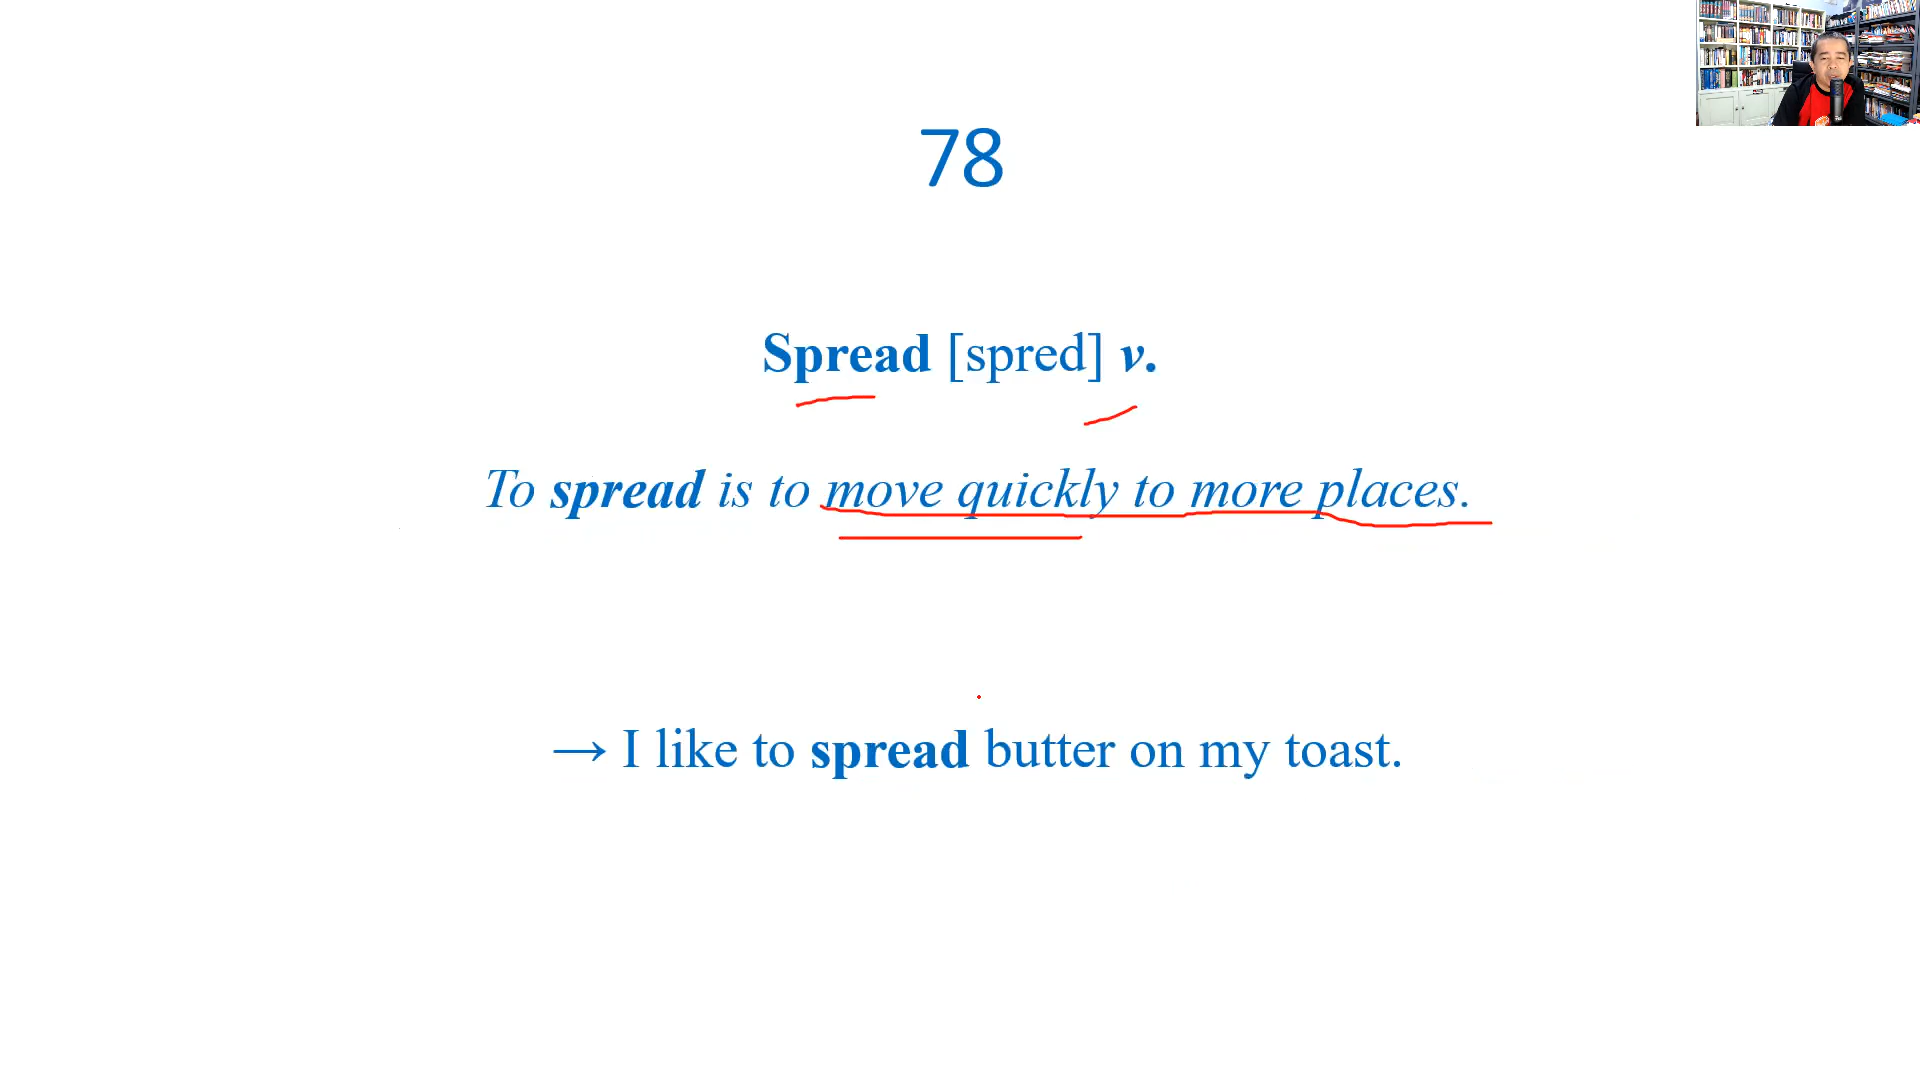 78
Spread [spred] v.
To spread is to move quickly to more places.
→ I like to spread butter on my toast.